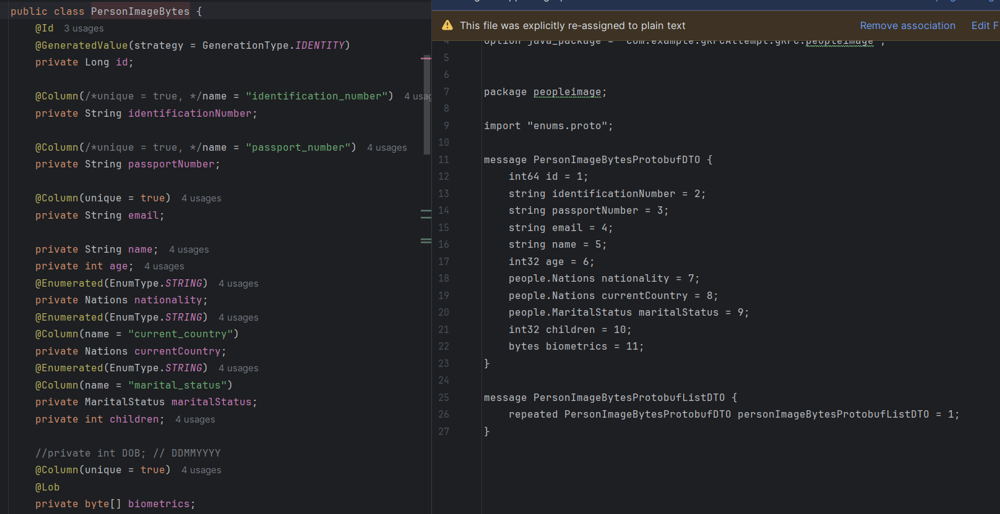 public class PersonImageBytes {
@Id 3 usages
@GeneratedValue(strategy = GenerationType.IDENTITY)
private Long id;
@Column(/*unique = true, */name = "identification_number") 4 usag
private String identificationNumber;
@Column(/*unique = true, */name = "passport_number") 4 usages
private String passportNumber;
@Column(unique = true) 4 usages
private String email;
private String name; 4 usages
private int age; 4 usages
@Enumerated(EnumType.STRING) 4 usages
private Nations nationality;
@Enumerated(EnumType.STRING) 4 usages
@Column(name = "current_country")
private Nations currentCountry;
@Enumerated(EnumType.STRING) 4 usages
@Column(name = "marital_status")
private MaritalStatus maritalStatus;
private int children; 4 usages
//private int DOB; // DDMMYYYY
@Column(unique = true) 4 usages
@Lob
private byte[] biometrics;
This file was explicitly re-assigned to plain text Remove association Edit F
4 option java_package = "com.example.gRPCAttempt.gRPC.peopleimage";
5
6
7 package peopleimage;
8
9 import "enums.proto";
10
11 message PersonImageBytesProtobufDTO {
12 int64 id = 1;
13 string identificationNumber = 2;
14 string passportNumber = 3;
15 string email = 4;
16 string name = 5;
17 int32 age = 6;
18 people.Nations nationality = 7;
19 people.Nations currentCountry = 8;
20 people.MaritalStatus maritalStatus = 9;
21 int32 children = 10;
22 bytes biometrics = 11;
23 }
24
25 message PersonImageBytesProtobufListDTO {
26 repeated PersonImageBytesProtobufDTO personImageBytesProtobufListDTO = 1;
27 }